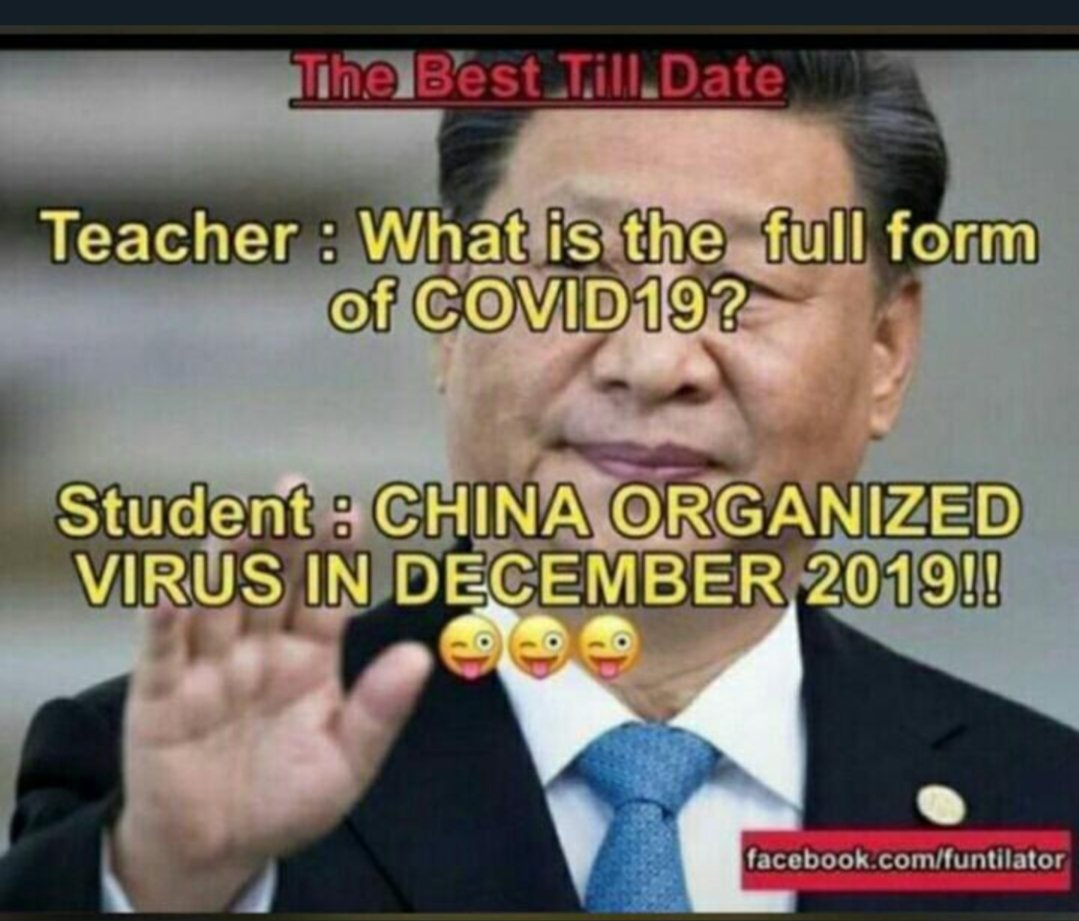 The Best Till Date
Teacher : What is the full form
of COVID19?
Student : CHINA ORGANIZED
VIRUS IN DECEMBER 2019!!
😜😜😜
facebook.com/funtilator